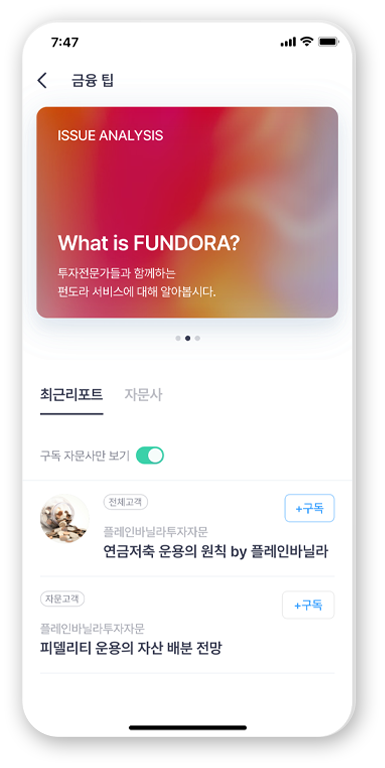 7:47
금융 팁
ISSUE ANALYSIS
What is FUNDORA?
투자전문가들과 함께하는
펀도라 서비스에 대해 알아봅시다.
최근리포트 자문사
구독 자문사만 보기
전체고객
+구독
플레인바닐라투자자문
연금저축 운용의 원칙 by 플레인바닐라
자문고객
+구독
플레인바닐라투자자문
피델리티 운용의 자산 배분 전망